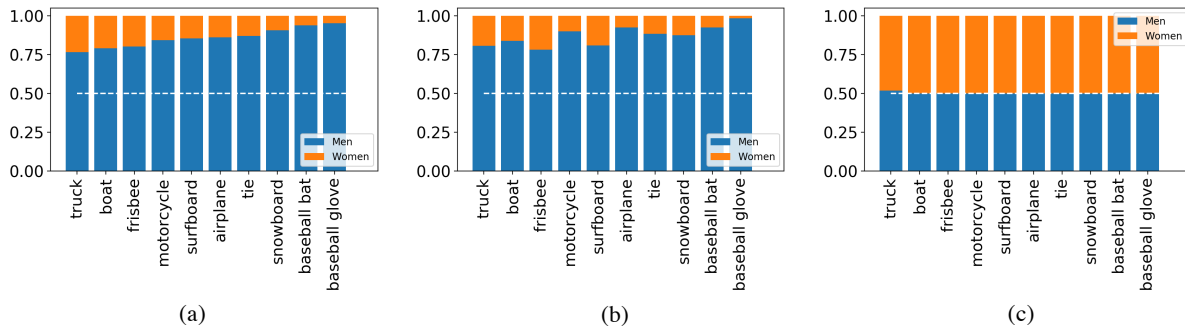 1.00
0.75
0.50
0.25
0.00
Men
Women
truck
boat
frisbee
motorcycle
surfboard
airplane
tie
snowboard
baseball bat
baseball glove
(a)
1.00
0.75
0.50
0.25
0.00
Men
Women
truck
boat
frisbee
motorcycle
surfboard
airplane
tie
snowboard
baseball bat
baseball glove
(b)
1.00
0.75
0.50
0.25
0.00
Men
Women
truck
boat
frisbee
motorcycle
surfboard
airplane
tie
snowboard
baseball bat
baseball glove
(c)